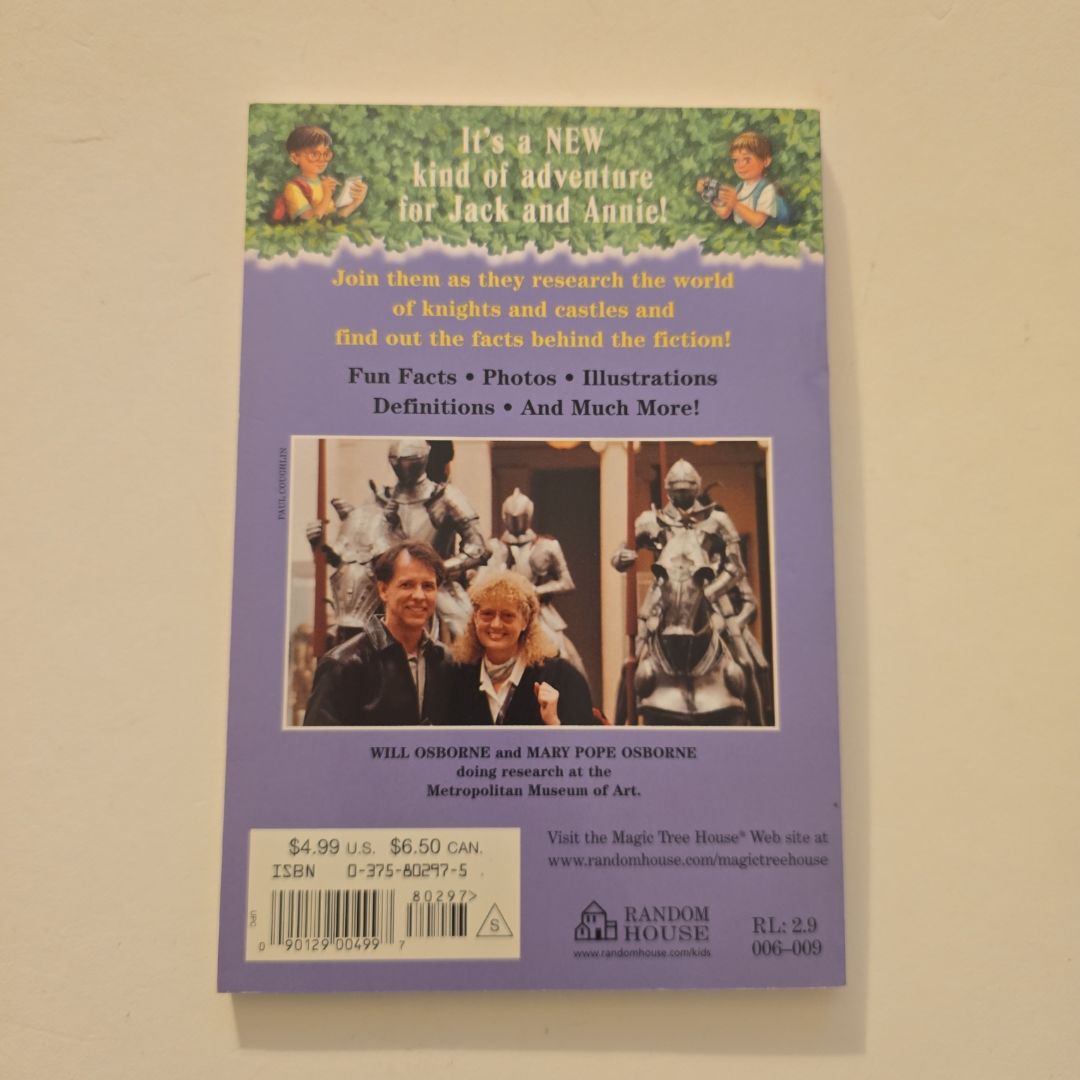 It's a NEW
kind of adventure
for Jack and Annie!
Join them as they research the world
of knights and castles and
find out the facts behind the fiction!
Fun Facts • Photos • Illustrations
Definitions • And Much More!
PAUL COUGHLIN
WILL OSBORNE and MARY POPE OSBORNE
doing research at the
Metropolitan Museum of Art.
$4.99 U.S. $6.50 CAN.
ISBN 0-375-80297-5
80297>
UPC
0 90129 00499 7
S
Visit the Magic Tree House® Web site at
www.randomhouse.com/magictreehouse
RANDOM
HOUSE
www.randomhouse.com/kids
RL: 2.9
006–009